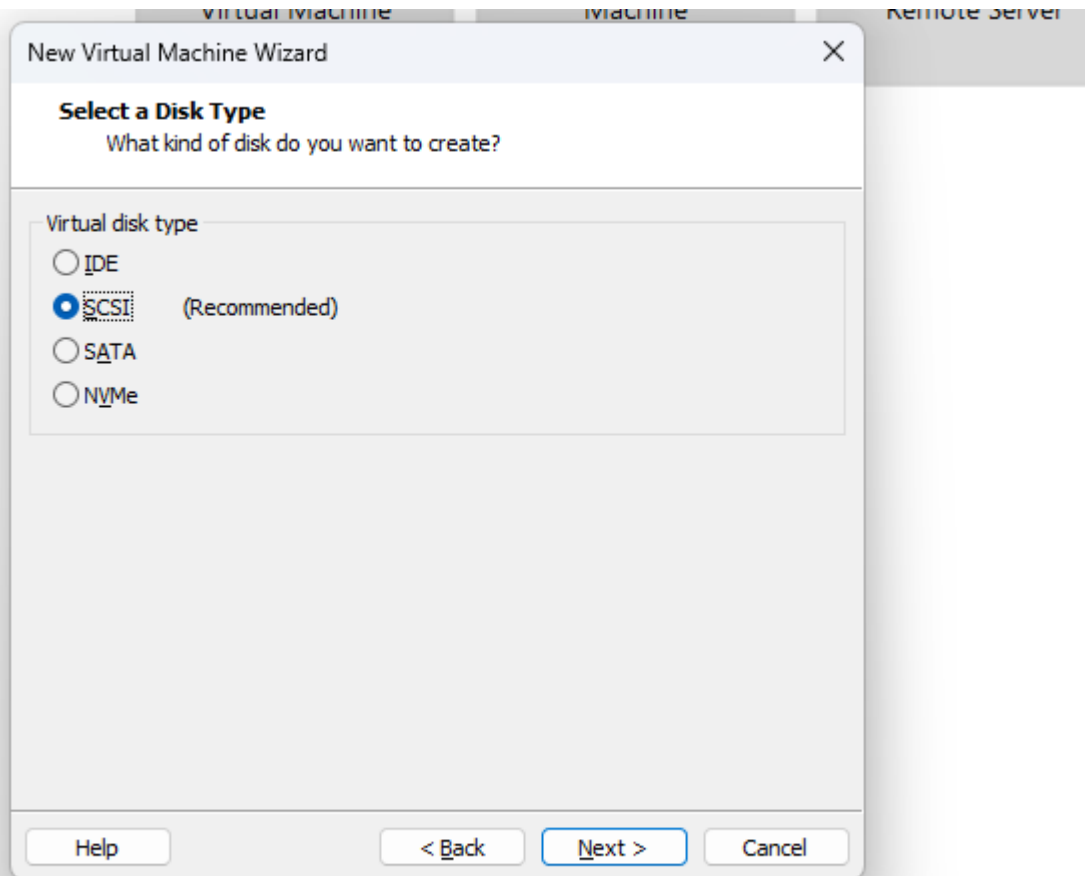 Virtual Machine
Machine
Remote Server
New Virtual Machine Wizard
Select a Disk Type
What kind of disk do you want to create?
Virtual disk type
IDE
SCSI (Recommended)
SATA
NVMe
Help
< Back
Next >
Cancel